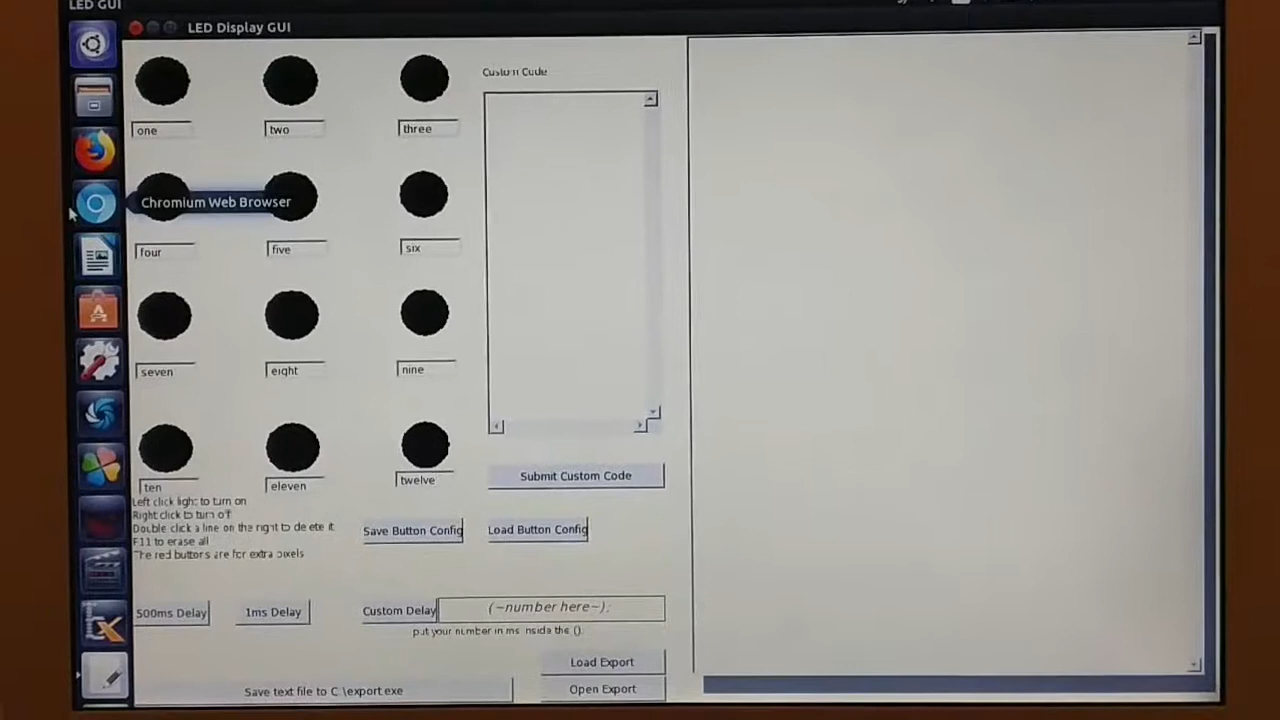 LED GUI
LED Display GUI
Custom Code
one
two
three
Chromium Web Browser
four
five
six
seven
eight
nine
ten
eleven
twelve
Left click light to turn on
Right click to turn off
Double click a line on the right to delete it
F11 to erase all
The red buttons are for extra pixels
Submit Custom Code
Save Button Config
Load Button Config
500ms Delay
1ms Delay
Custom Delay
(~number here~);
put your number in ms inside the ().
Load Export
Save text file to C:\export.exe
Open Export